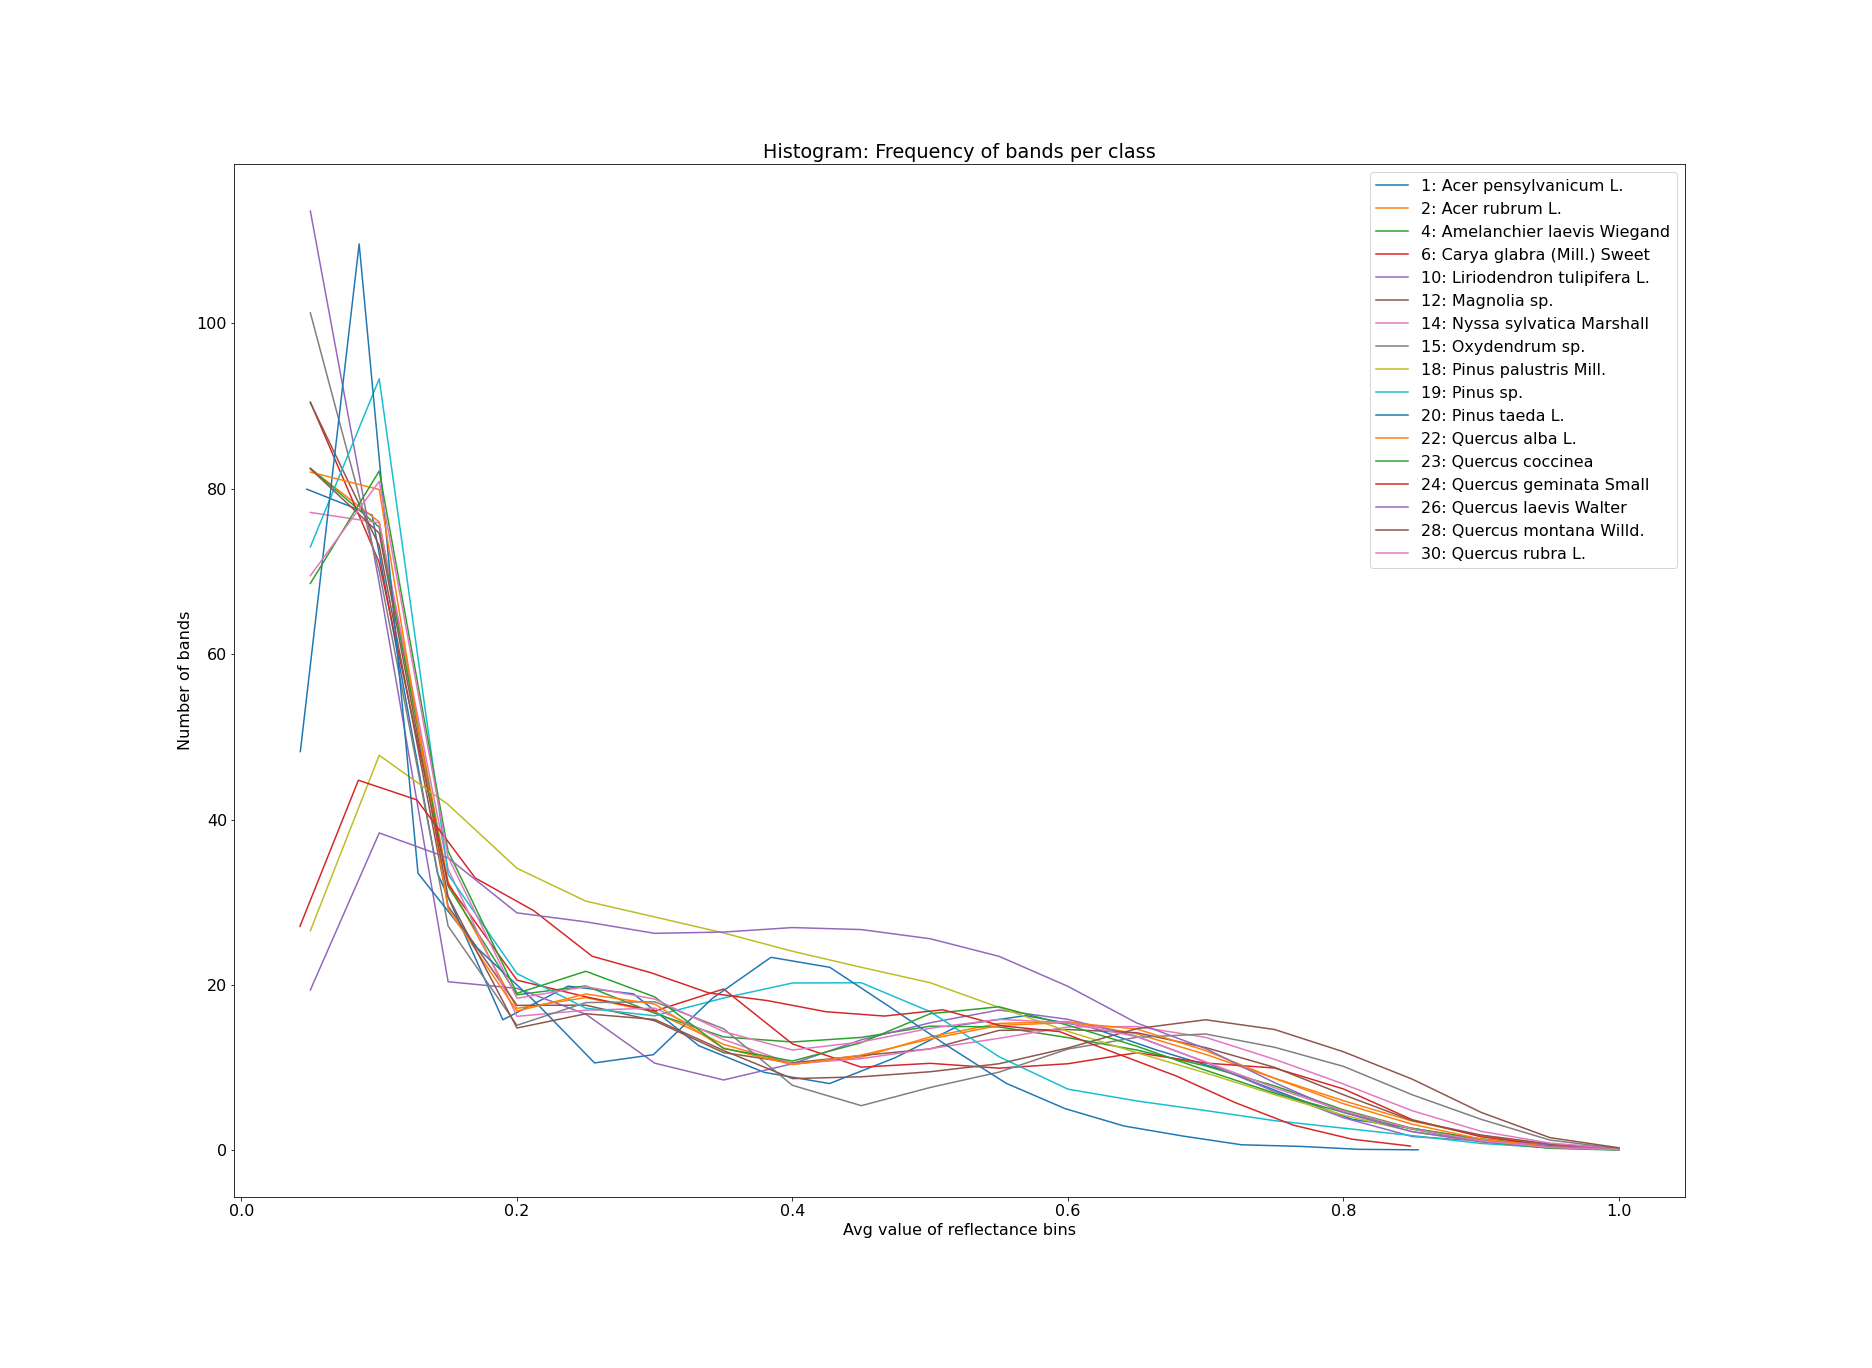 Histogram: Frequency of bands per class
1: Acer pensylvanicum L.
2: Acer rubrum L.
4: Amelanchier laevis Wiegand
6: Carya glabra (Mill.) Sweet
10: Liriodendron tulipifera L.
12: Magnolia sp.
14: Nyssa sylvatica Marshall
15: Oxydendrum sp.
18: Pinus palustris Mill.
19: Pinus sp.
20: Pinus taeda L.
22: Quercus alba L.
23: Quercus coccinea
24: Quercus geminata Small
26: Quercus laevis Walter
28: Quercus montana Willd.
30: Quercus rubra L.
Number of bands
100
80
60
40
20
0
0.0 0.2 0.4 0.6 0.8 1.0
Avg value of reflectance bins